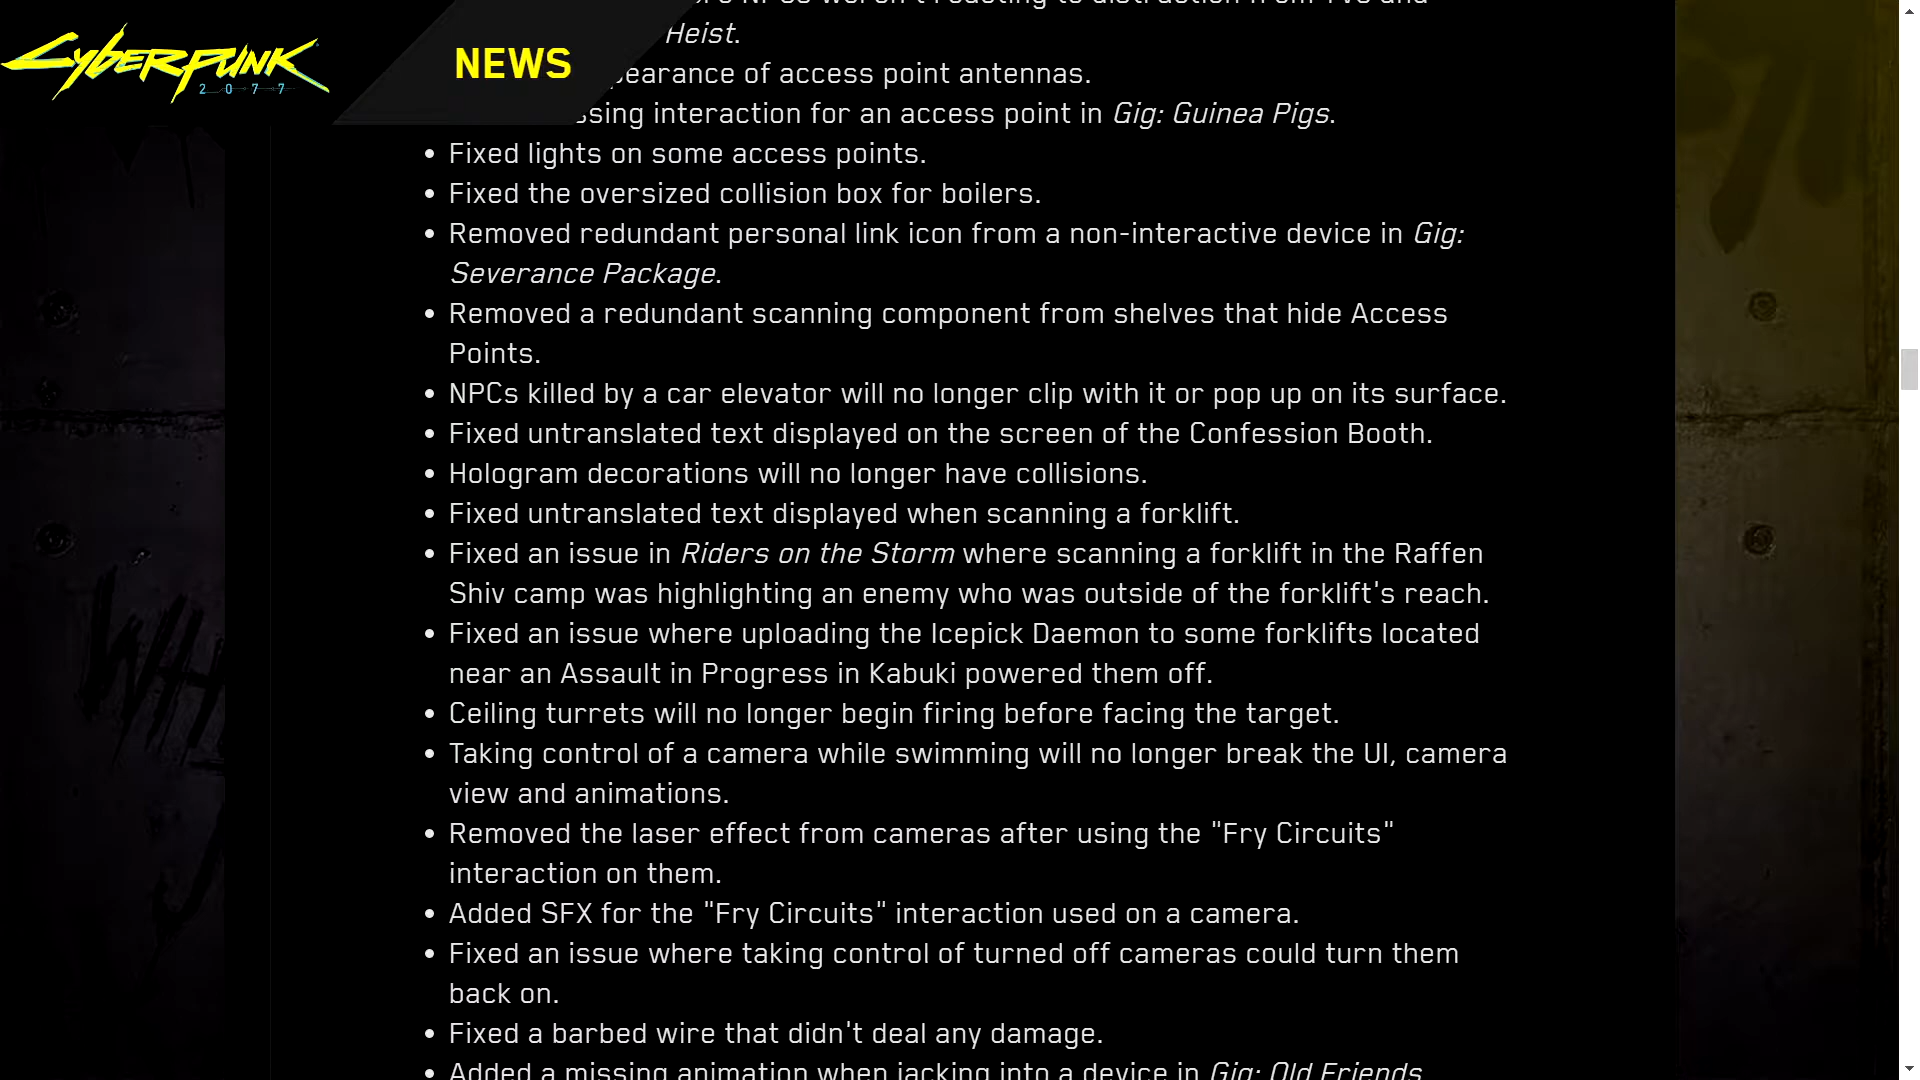 CYBERPUNK
2077
NEWS
Heist.
earance of access point antennas.
ssing interaction for an access point in Gig: Guinea Pigs.
• Fixed lights on some access points.
• Fixed the oversized collision box for boilers.
• Removed redundant personal link icon from a non-interactive device in Gig:
Severance Package.
• Removed a redundant scanning component from shelves that hide Access
Points.
• NPCs killed by a car elevator will no longer clip with it or pop up on its surface.
• Fixed untranslated text displayed on the screen of the Confession Booth.
• Hologram decorations will no longer have collisions.
• Fixed untranslated text displayed when scanning a forklift.
• Fixed an issue in Riders on the Storm where scanning a forklift in the Raffen
Shiv camp was highlighting an enemy who was outside of the forklift's reach.
• Fixed an issue where uploading the Icepick Daemon to some forklifts located
near an Assault in Progress in Kabuki powered them off.
• Ceiling turrets will no longer begin firing before facing the target.
• Taking control of a camera while swimming will no longer break the UI, camera
view and animations.
• Removed the laser effect from cameras after using the "Fry Circuits"
interaction on them.
• Added SFX for the "Fry Circuits" interaction used on a camera.
• Fixed an issue where taking control of turned off cameras could turn them
back on.
• Fixed a barbed wire that didn't deal any damage.
• Added a missing animation when jacking into a device in Gig: Old Friends